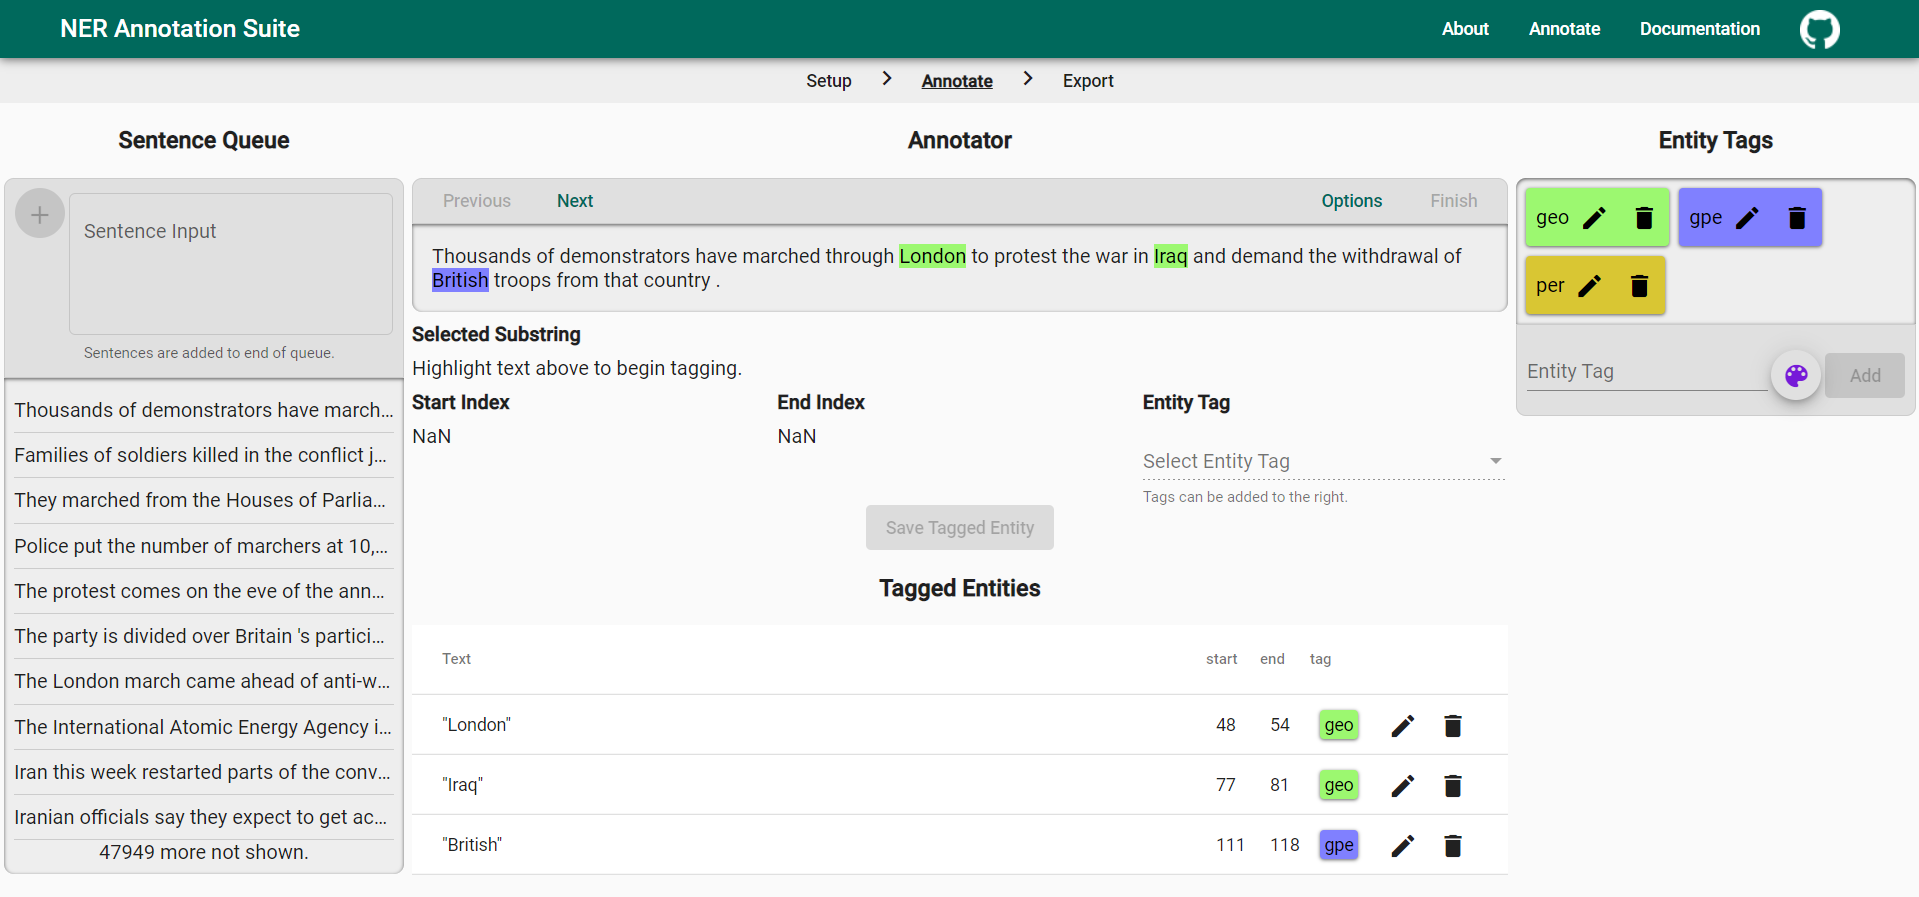 NER Annotation Suite
About
Annotate
Documentation
Setup
Annotate
Export
Sentence Queue
Sentence Input
Sentences are added to end of queue.
Thousands of demonstrators have march...
Families of soldiers killed in the conflict j...
They marched from the Houses of Parlia...
Police put the number of marchers at 10,...
The protest comes on the eve of the ann...
The party is divided over Britain 's partici...
The London march came ahead of anti-w...
The International Atomic Energy Agency i...
Iran this week restarted parts of the conv...
Iranian officials say they expect to get ac...
47949 more not shown.
Annotator
Previous
Next
Options
Finish
Thousands of demonstrators have marched through London to protest the war in Iraq and demand the withdrawal of
British troops from that country .
Selected Substring
Highlight text above to begin tagging.
Start Index
End Index
Entity Tag
NaN
NaN
Select Entity Tag
Tags can be added to the right.
Save Tagged Entity
Tagged Entities
Text start end tag
"London" 48 54 geo
"Iraq" 77 81 geo
"British" 111 118 gpe
Entity Tags
geo
gpe
per
Entity Tag
Add